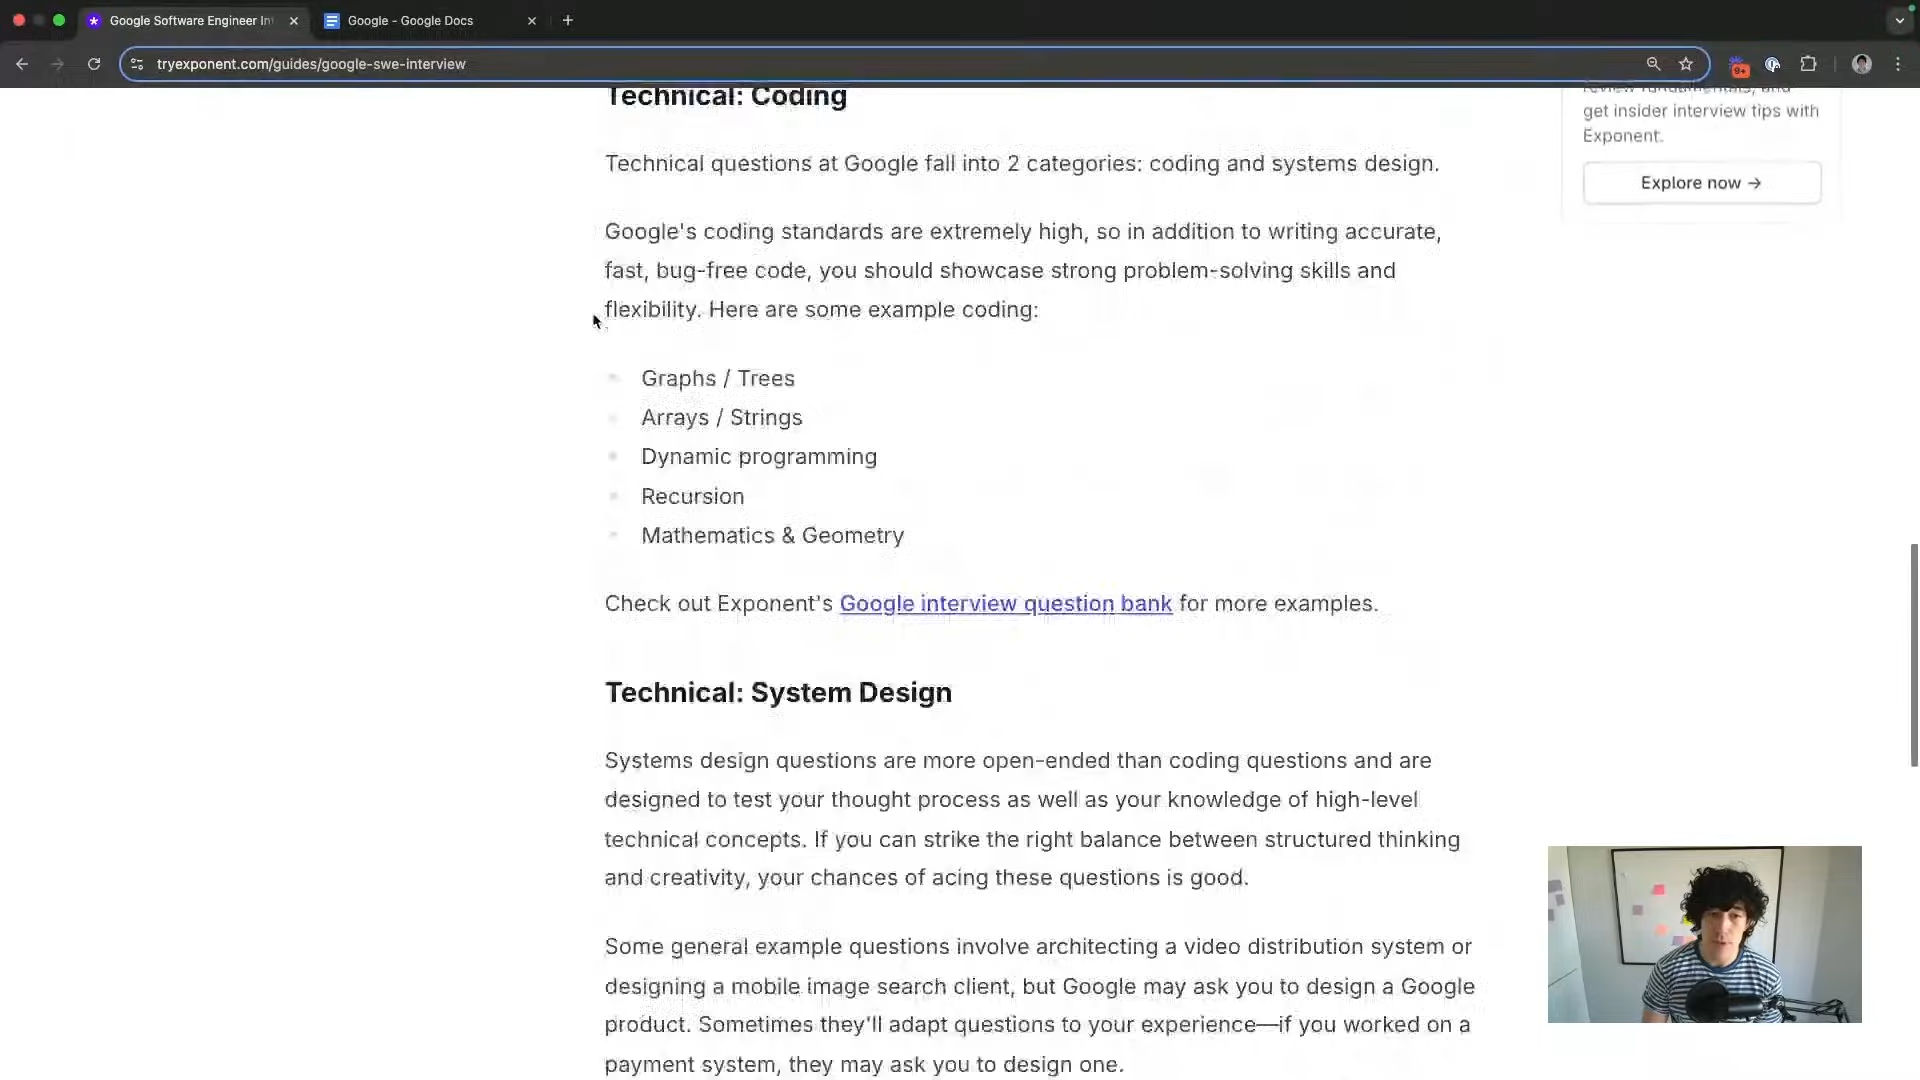 Google Software Engineer In
Google - Google Docs
tryexponent.com/guides/google-swe-interview
9+
Technical: Coding
Technical questions at Google fall into 2 categories: coding and systems design.
Google's coding standards are extremely high, so in addition to writing accurate,
fast, bug-free code, you should showcase strong problem-solving skills and
flexibility. Here are some example coding:
Graphs / Trees
Arrays / Strings
Dynamic programming
Recursion
Mathematics & Geometry
Check out Exponent's Google interview question bank for more examples.
Technical: System Design
Systems design questions are more open-ended than coding questions and are
designed to test your thought process as well as your knowledge of high-level
technical concepts. If you can strike the right balance between structured thinking
and creativity, your chances of acing these questions is good.
Some general example questions involve architecting a video distribution system or
designing a mobile image search client, but Google may ask you to design a Google
product. Sometimes they'll adapt questions to your experience—if you worked on a
payment system, they may ask you to design one.
review fundamentals, and
get insider interview tips with
Exponent.
Explore now →